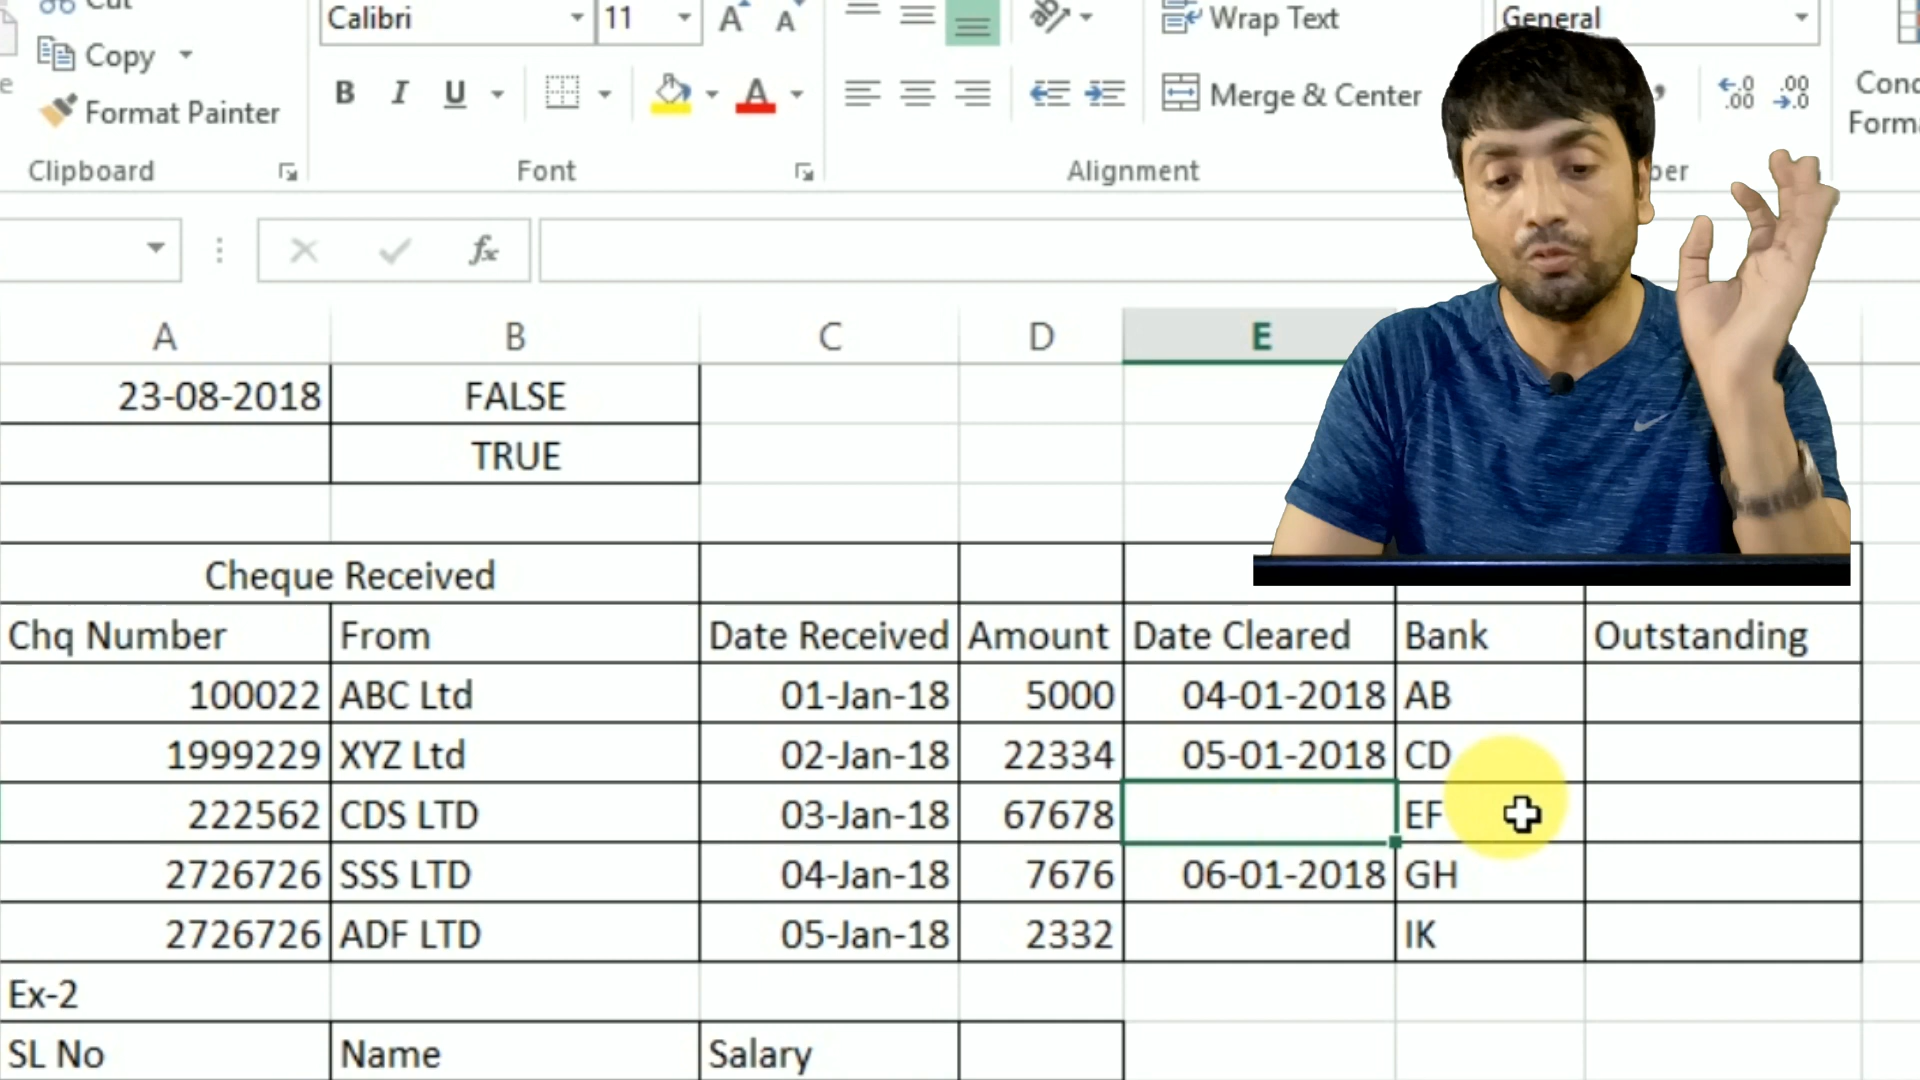 Cut
Calibri
11
Wrap Text
General
Copy
B I U
Merge & Center
Format Painter
Clipboard
Font
Alignment
fx
A B C D E
23-08-2018 FALSE
TRUE
Cheque Received
Chq Number From Date Received Amount Date Cleared Bank Outstanding
100022 ABC Ltd 01-Jan-18 5000 04-01-2018 AB
1999229 XYZ Ltd 02-Jan-18 22334 05-01-2018 CD
222562 CDS LTD 03-Jan-18 67678 EF
2726726 SSS LTD 04-Jan-18 7676 06-01-2018 GH
2726726 ADF LTD 05-Jan-18 2332 IK
Ex-2
SL No Name Salary